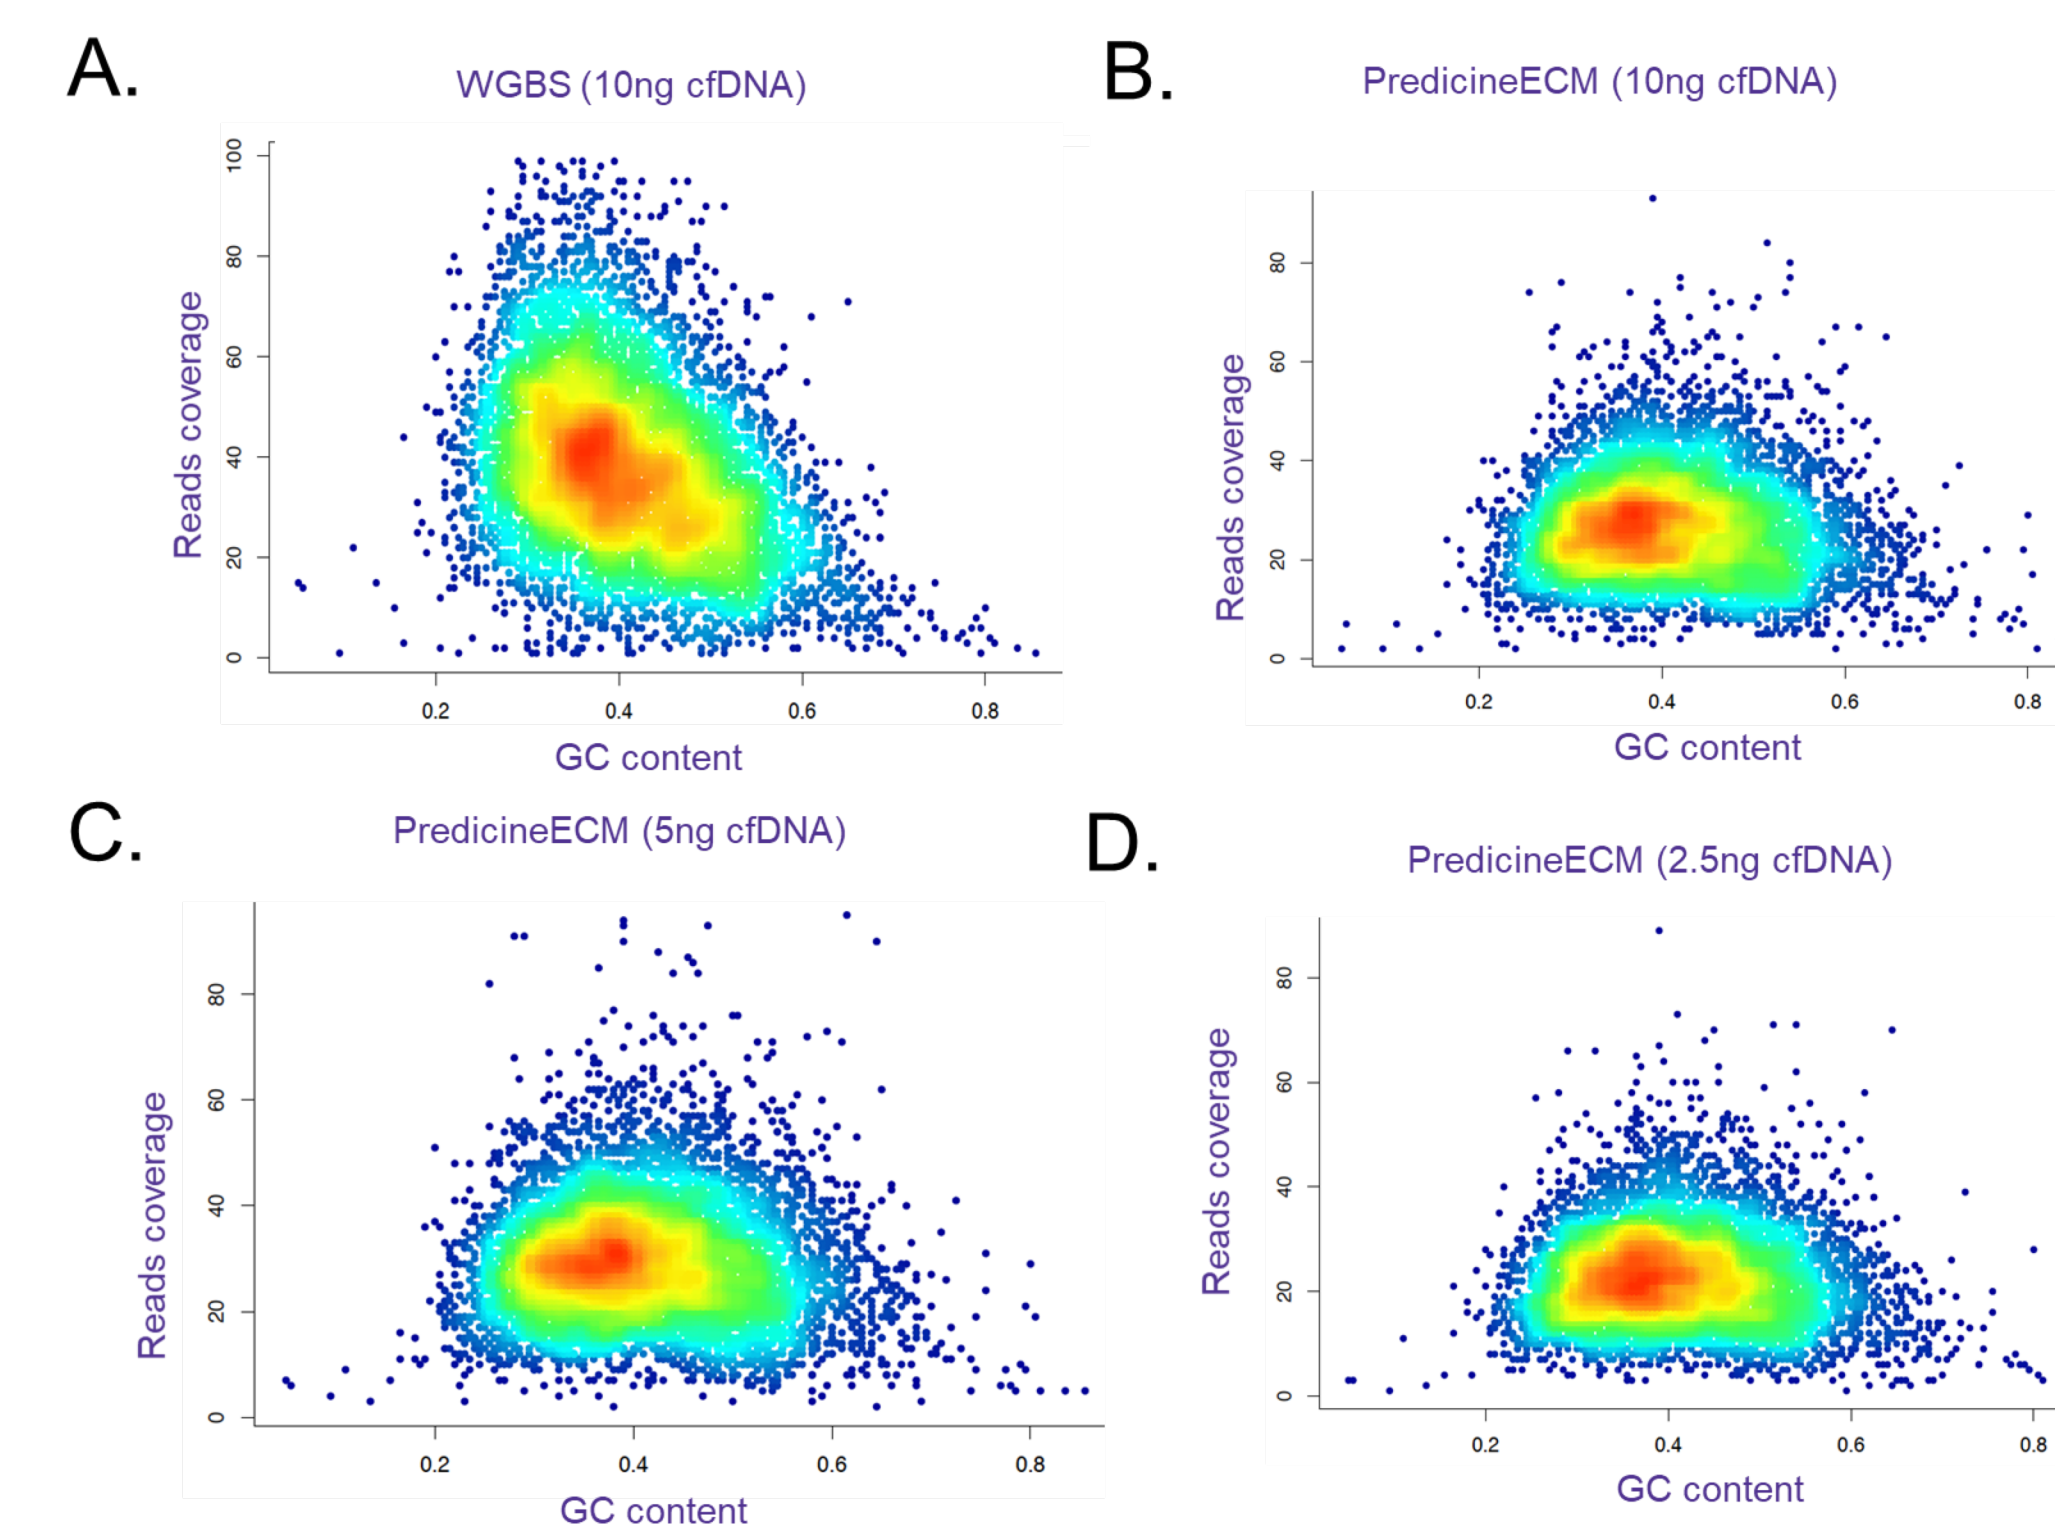 A.
WGBS (10ng cfDNA)
Reads coverage
100
80
60
40
20
0
0.2 0.4 0.6 0.8
GC content
B.
PredicineECM (10ng cfDNA)
Reads coverage
80
60
40
20
0
0.2 0.4 0.6 0.8
GC content
C.
PredicineECM (5ng cfDNA)
Reads coverage
80
60
40
20
0
0.2 0.4 0.6 0.8
GC content
D.
PredicineECM (2.5ng cfDNA)
Reads coverage
80
60
40
20
0
0.2 0.4 0.6 0.8
GC content